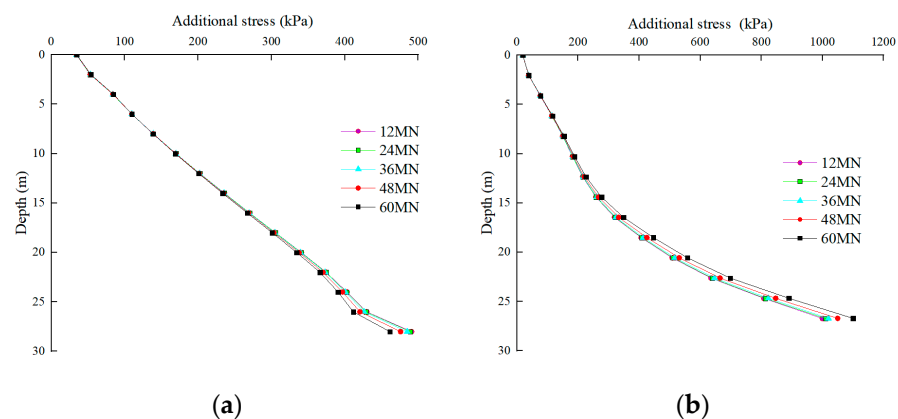 Additional stress (kPa)
0 100 200 300 400 500
0
5
10
15
20
25
30
Depth (m)
12MN
24MN
36MN
48MN
60MN
(a)
Additional stress (kPa)
0 200 400 600 800 1000 1200
0
5
10
15
20
25
30
Depth (m)
12MN
24MN
36MN
48MN
60MN
(b)